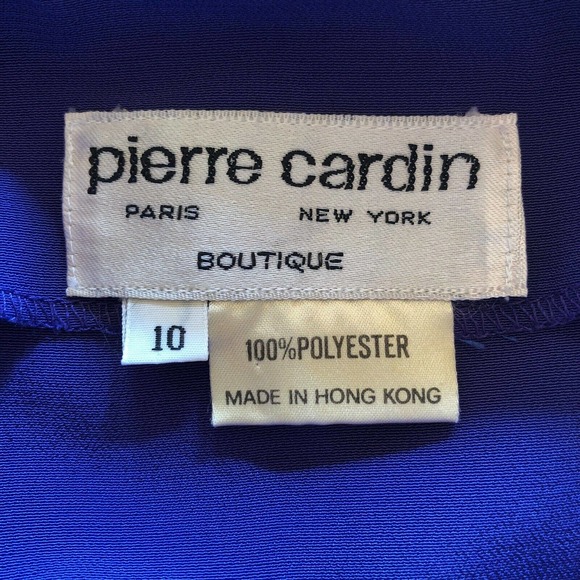 pierre cardin
PARIS NEW YORK
BOUTIQUE
10
100%POLYESTER
MADE IN HONG KONG